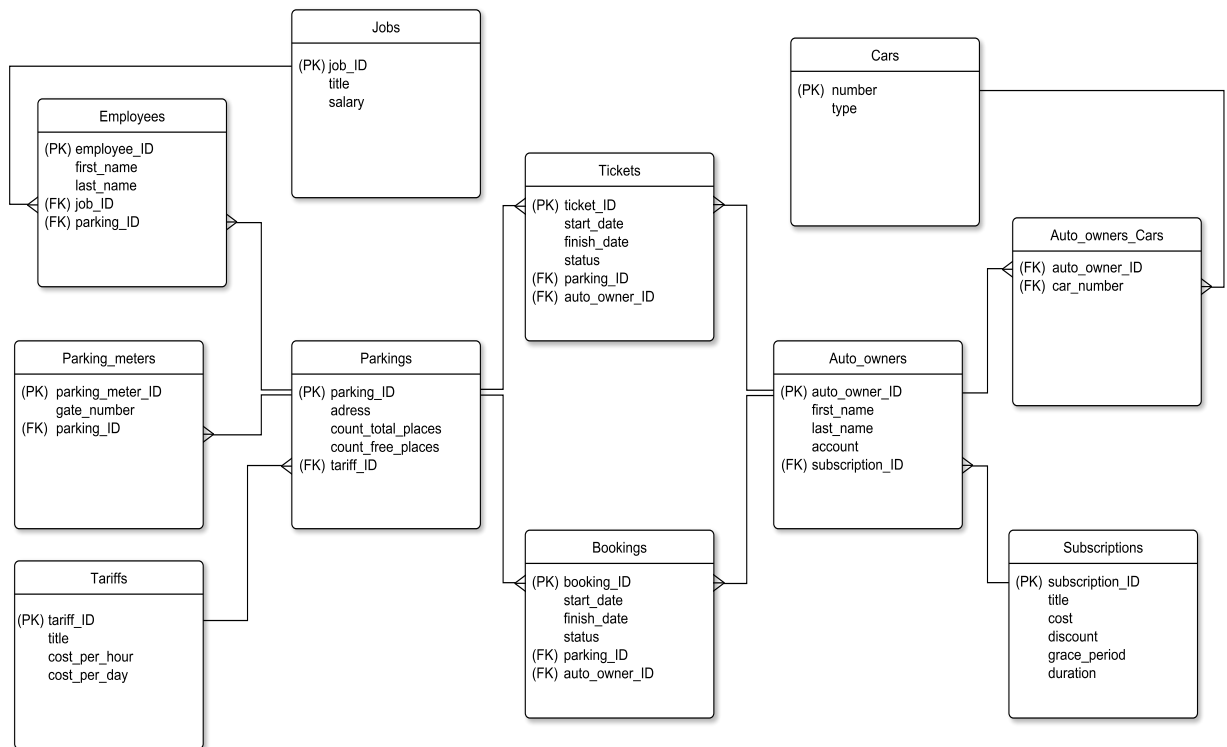 Jobs
(PK) job_ID
title
salary
Cars
(PK) number
type
Employees
(PK) employee_ID
first_name
last_name
(FK) job_ID
(FK) parking_ID
Tickets
(PK) ticket_ID
start_date
finish_date
status
(FK) parking_ID
(FK) auto_owner_ID
Auto_owners_Cars
(FK) auto_owner_ID
(FK) car_number
Parking_meters
(PK) parking_meter_ID
gate_number
(FK) parking_ID
Parkings
(PK) parking_ID
adress
count_total_places
count_free_places
(FK) tariff_ID
Auto_owners
(PK) auto_owner_ID
first_name
last_name
account
(FK) subscription_ID
Tariffs
(PK) tariff_ID
title
cost_per_hour
cost_per_day
Bookings
(PK) booking_ID
start_date
finish_date
status
(FK) parking_ID
(FK) auto_owner_ID
Subscriptions
(PK) subscription_ID
title
cost
discount
grace_period
duration